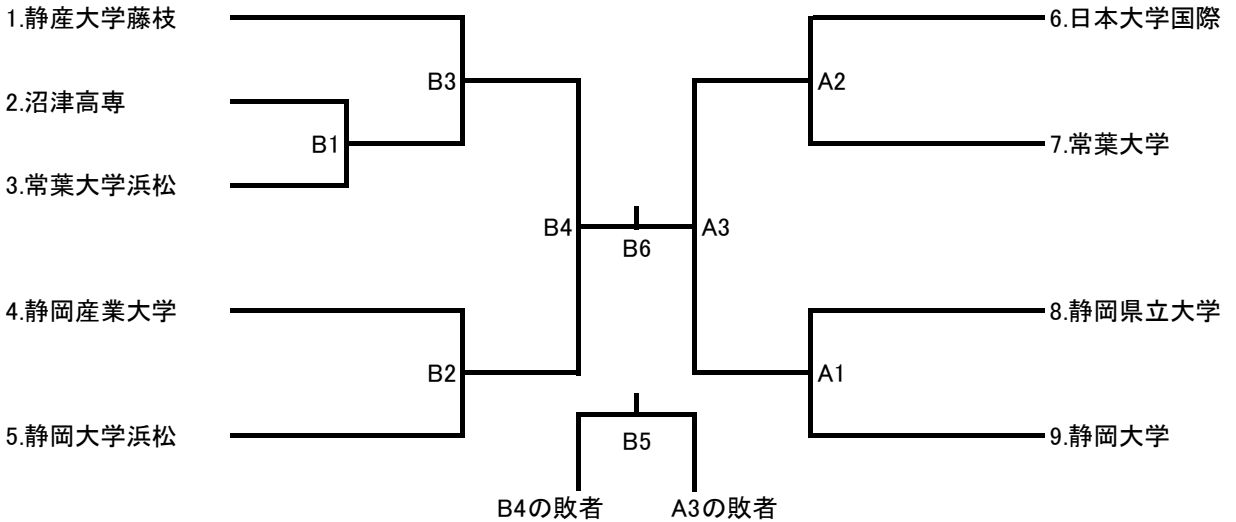 1.静産大学藤枝
6.日本大学国際
B3
A2
2.沼津高専
B1
7.常葉大学
3.常葉大学浜松
B4
A3
B6
4.静岡産業大学
8.静岡県立大学
B2
A1
5.静岡大学浜松
B5
9.静岡大学
B4の敗者
A3の敗者